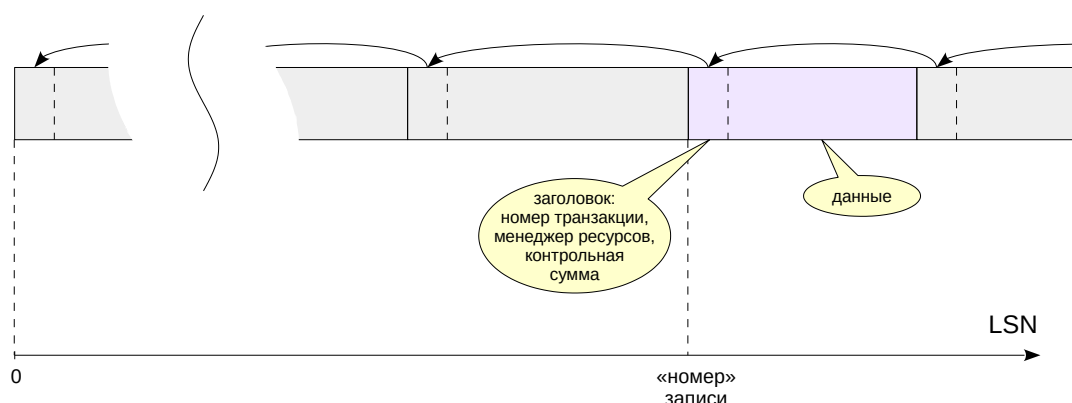 заголовок:
номер транзакции,
менеджер ресурсов,
контрольная
сумма
данные
LSN
0
«номер»
записи